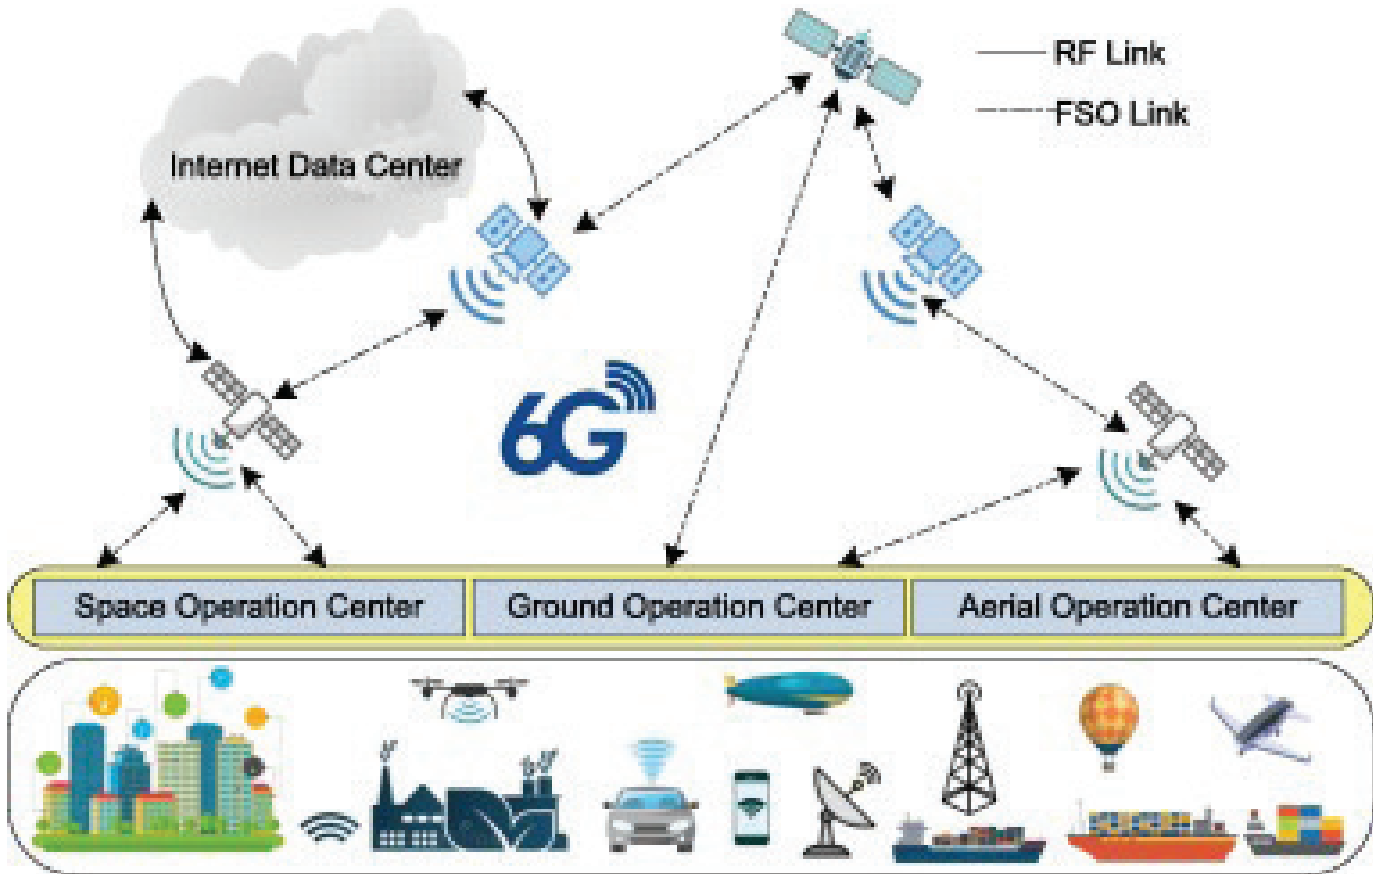 RF Link
FSO Link
Internet Data Center
6G
Space Operation Center
Ground Operation Center
Aerial Operation Center